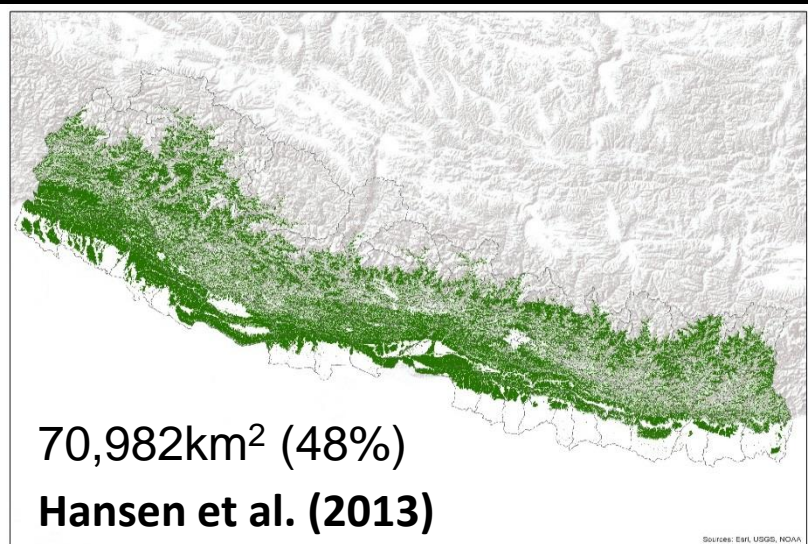 70,982km² (48%)
Hansen et al. (2013)
Sources: Esri, USGS, NOAA